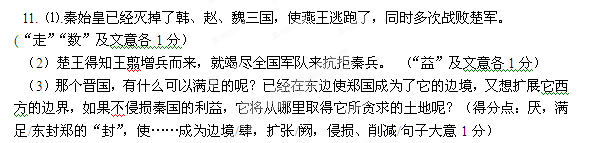 11. ⑴.秦始皇已经灭掉了韩、赵、魏三国，使燕王逃跑了，同时多次战败楚军。
(“走”“数”及文意各1分）
（2）楚王得知王翦增兵而来，就竭尽全国军队来抗拒秦兵。（“益”及文意各1分）
（3）那个晋国，有什么可以满足的呢？已经在东边使郑国成为了它的边境，又想扩展它西
方的边界，如果不侵损秦国的利益，它将从哪里取得它所贪求的土地呢？（得分点：厌，满
足/东封郑的“封”，使……成为边境/肆，扩张/阙，侵损、削减/句子大意1分）